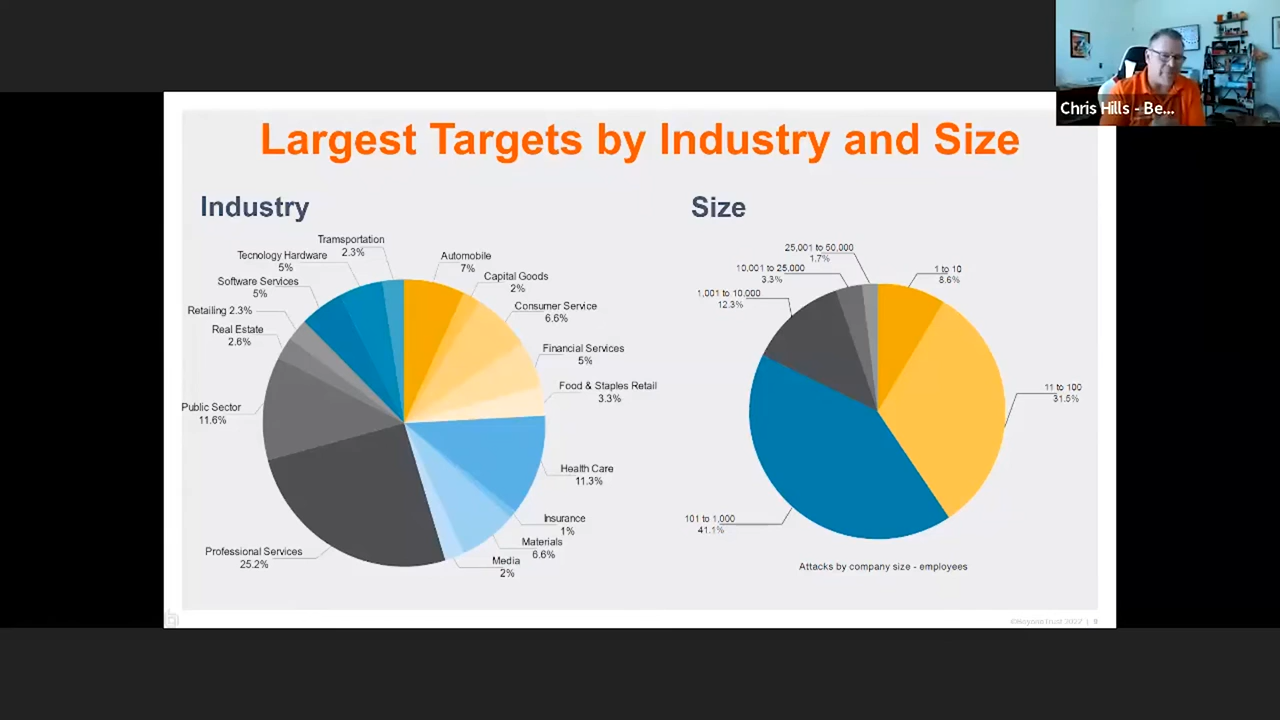 Chris Hills - Be...
Largest Targets by Industry and Size
Industry
Tramsportation
2.3%
Tecnology Hardware
5%
Software Services
5%
Retailing 2.3%
Real Estate
2.6%
Public Sector
11.6%
Professional Services
25.2%
Automobile
7%
Capital Goods
2%
Consumer Service
6.6%
Financial Services
5%
Food & Staples Retail
3.3%
Health Care
11.3%
Insurance
1%
Materials
6.6%
Media
2%
Size
25,001 to 50,000
1.7%
10,001 to 25,000
3.3%
1,001 to 10,000
12.3%
1 to 10
8.6%
11 to 100
31.5%
101 to 1,000
41.1%
Attacks by company size - employees
©BeyondTrust 2022 | 9